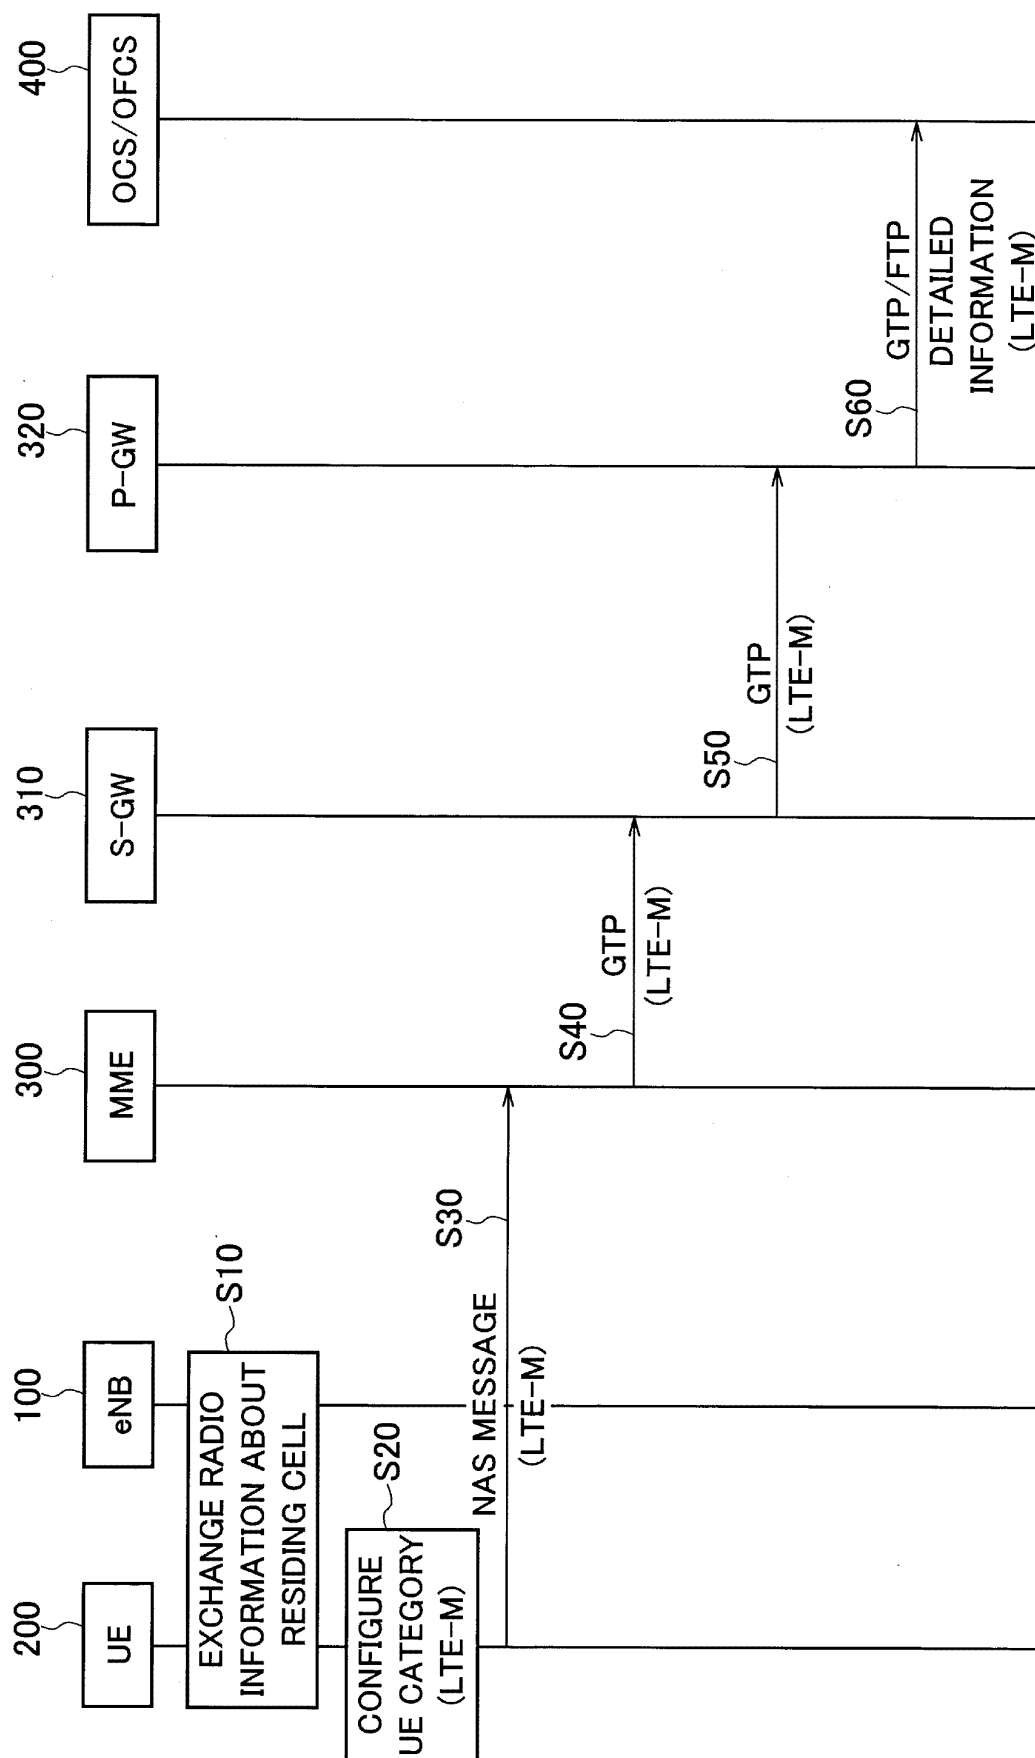 200
UE
100
eNB
300
MME
310
S-GW
320
P-GW
400
OCS/OFCS
EXCHANGE RADIO
INFORMATION ABOUT
RESIDING CELL
S10
CONFIGURE
UE CATEGORY
(LTE-M)
S20
NAS MESSAGE
(LTE-M)
S30
S40
GTP
(LTE-M)
S50
GTP
(LTE-M)
S60
GTP/FTP
DETAILED
INFORMATION
(LTE-M)